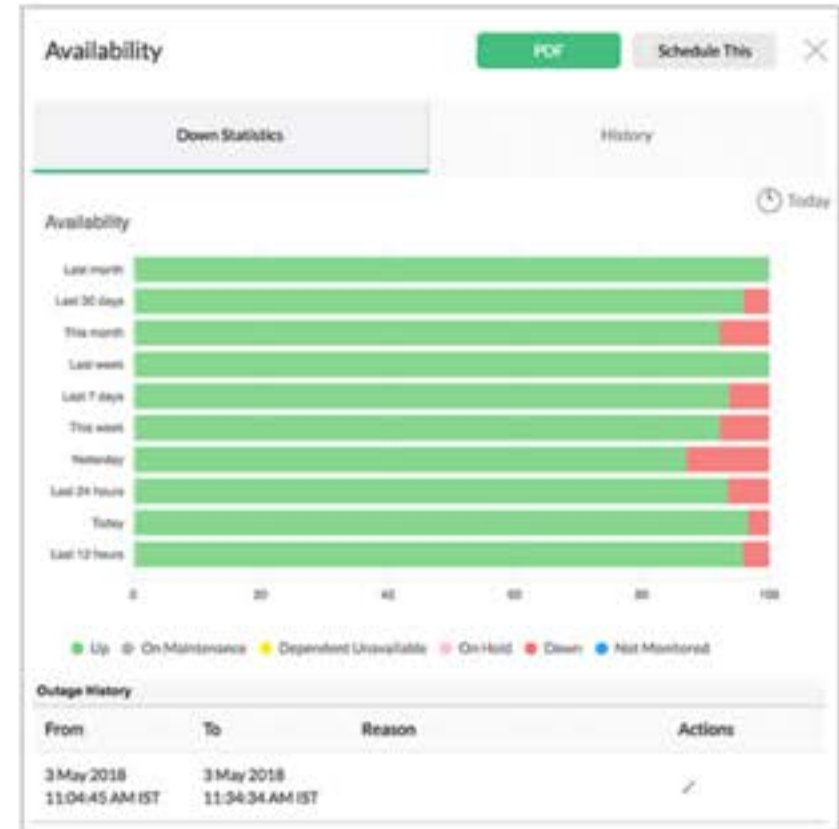 Availability
PDF
Schedule This
Down Statistics
History
Today
Availability
Last month
Last 30 days
This month
Last week
Last 7 days
This week
Yesterday
Last 24 hours
Today
Last 12 hours
0 20 40 60 80 100
Up On Maintenance Dependent Unavailable On Hold Down Not Monitored
Outage History
From To Reason Actions
3 May 2018 3 May 2018
11:04:45 AM IST 11:34:34 AM IST